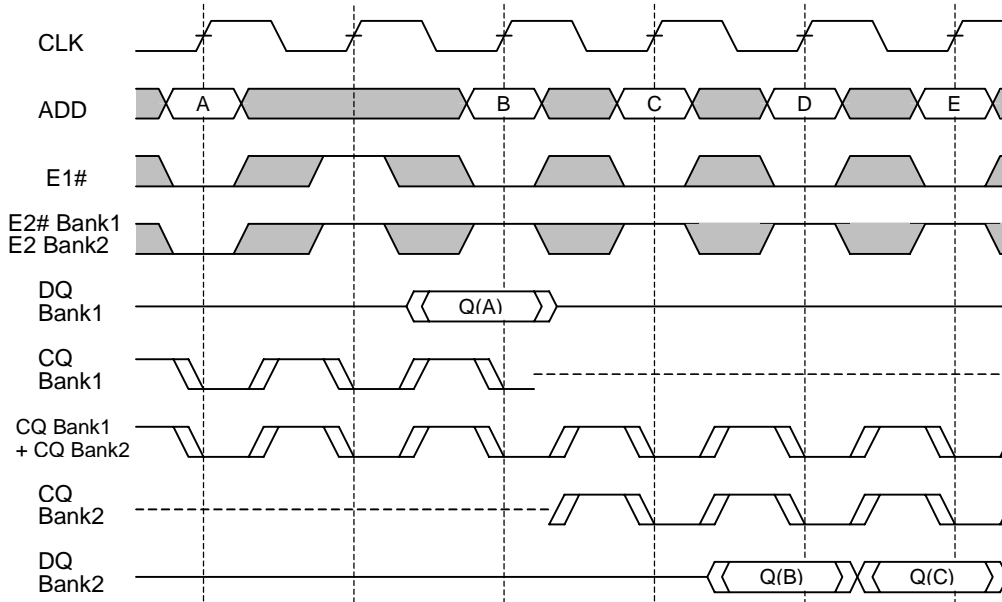 CLK
ADD A B C D E
E1#
E2# Bank1
E2 Bank2
DQ
Bank1
Q(A)
CQ
Bank1
CQ Bank1
+ CQ Bank2
CQ
Bank2
DQ
Bank2
Q(B) Q(C)